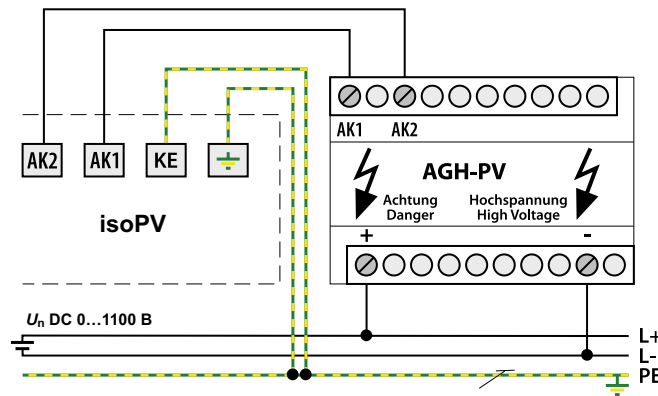 AK1 AK2
AK2 AK1 KE
AGH-PV
Achtung Hochspannung
Danger High Voltage
isoPV
+ -
Un DC 0...1100 В
L+
L-
PE